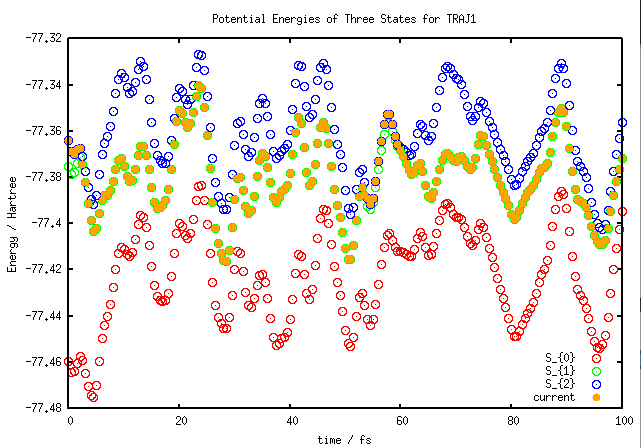 Potential Energies of Three States for TRAJ1
-77.32
-77.34
-77.36
-77.38
-77.4
-77.42
-77.44
-77.46
-77.48
Energy / Hartree
S_{0}
S_{1}
S_{2}
current
0 20 40 60 80 100
time / fs